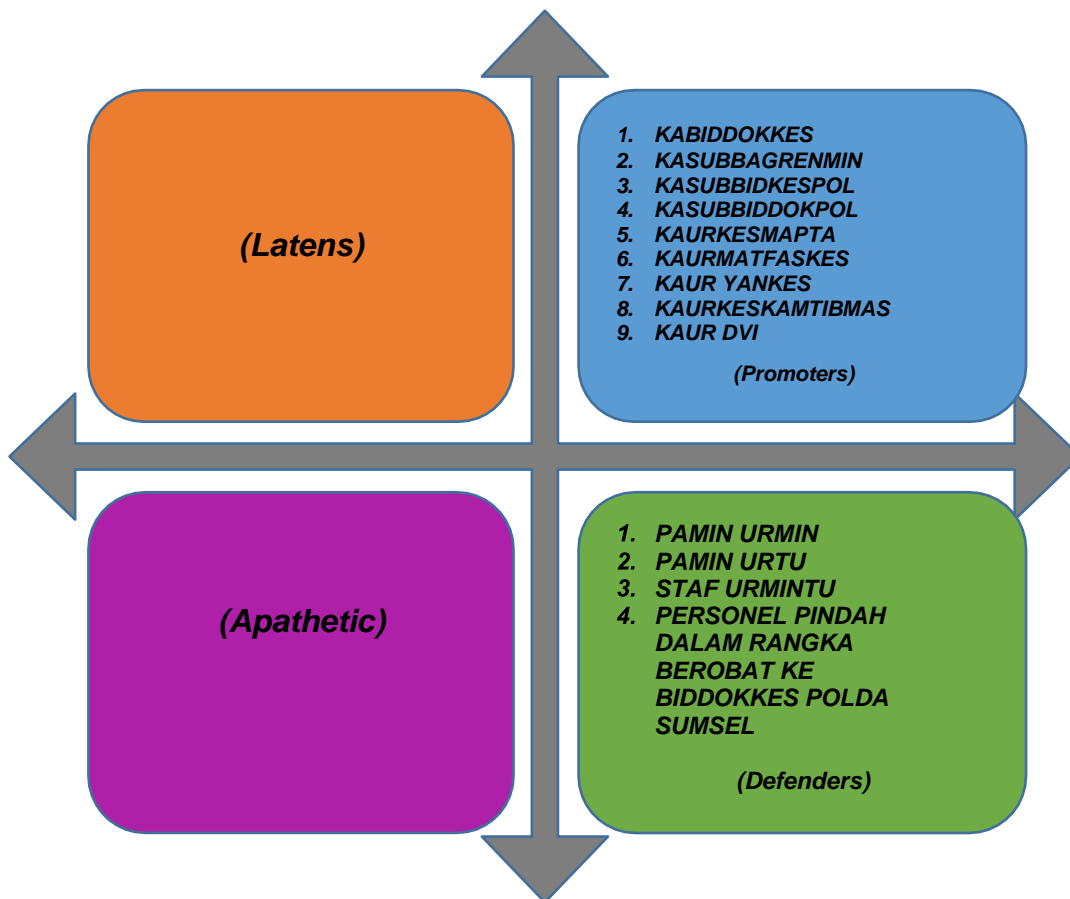 (Latens)
1. KABIDDOKKES
2. KASUBBAGRENMIN
3. KASUBBIDKESPOL
4. KASUBBIDDOKPOL
5. KAURKESMAPTA
6. KAURMATFASKES
7. KAUR YANKES
8. KAURKESKAMTIBMAS
9. KAUR DVI
(Promoters)
(Apathetic)
1. PAMIN URMIN
2. PAMIN URTU
3. STAF URMINTU
4. PERSONEL PINDAH
DALAM RANGKA
BEROBAT KE
BIDDOKKES POLDA
SUMSEL
(Defenders)